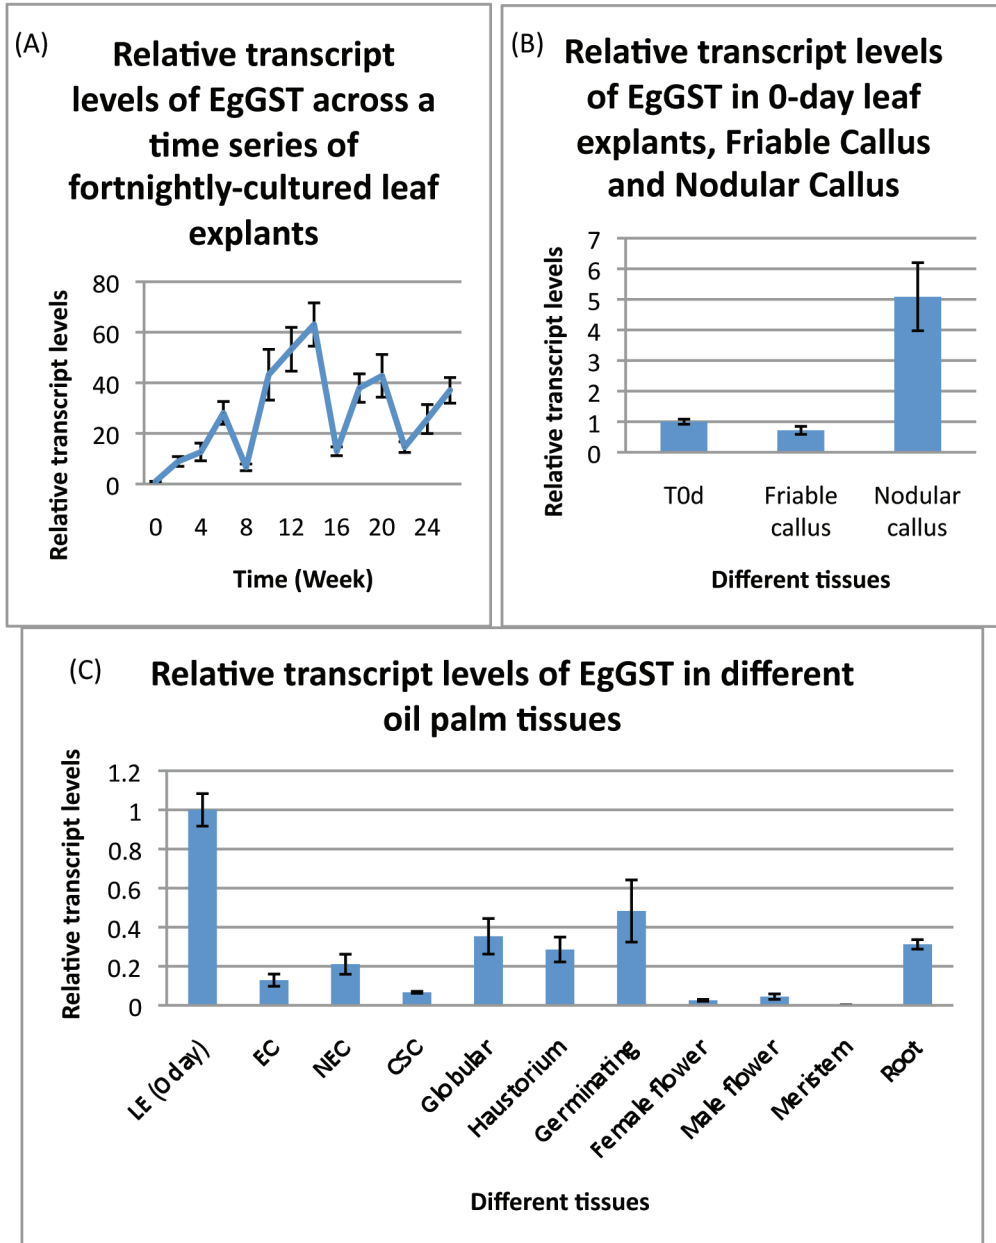 (A)
Relative transcript
levels of EgGST across a
time series of
fortnightly-cultured leaf
explants
Relative transcript levels
80
60
40
20
0
0 4 8 12 16 20 24
Time (Week)
(B)
Relative transcript levels
of EgGST in 0-day leaf
explants, Friable Callus
and Nodular Callus
Relative transcript levels
7
6
5
4
3
2
1
0
T0d
Friable
callus
Nodular
callus
Different tissues
(C)
Relative transcript levels of EgGST in different
oil palm tissues
Relative transcript levels
1.2
1
0.8
0.6
0.4
0.2
0
LE (0 day)
EC
NEC
CSC
Globular
Haustorium
Germinating
Female flower
Male flower
Meristem
Root
Different tissues